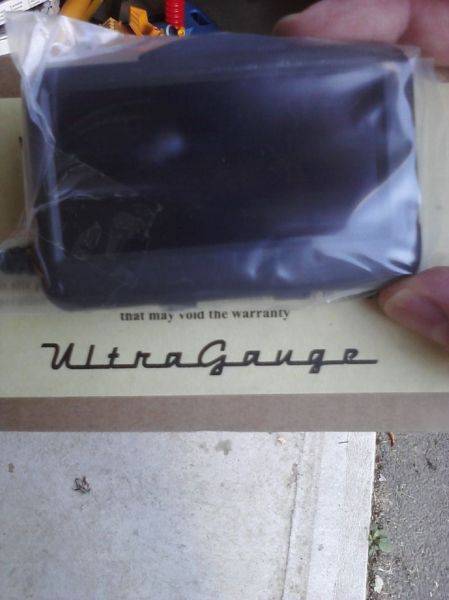 that may void the warranty
UltraGauge